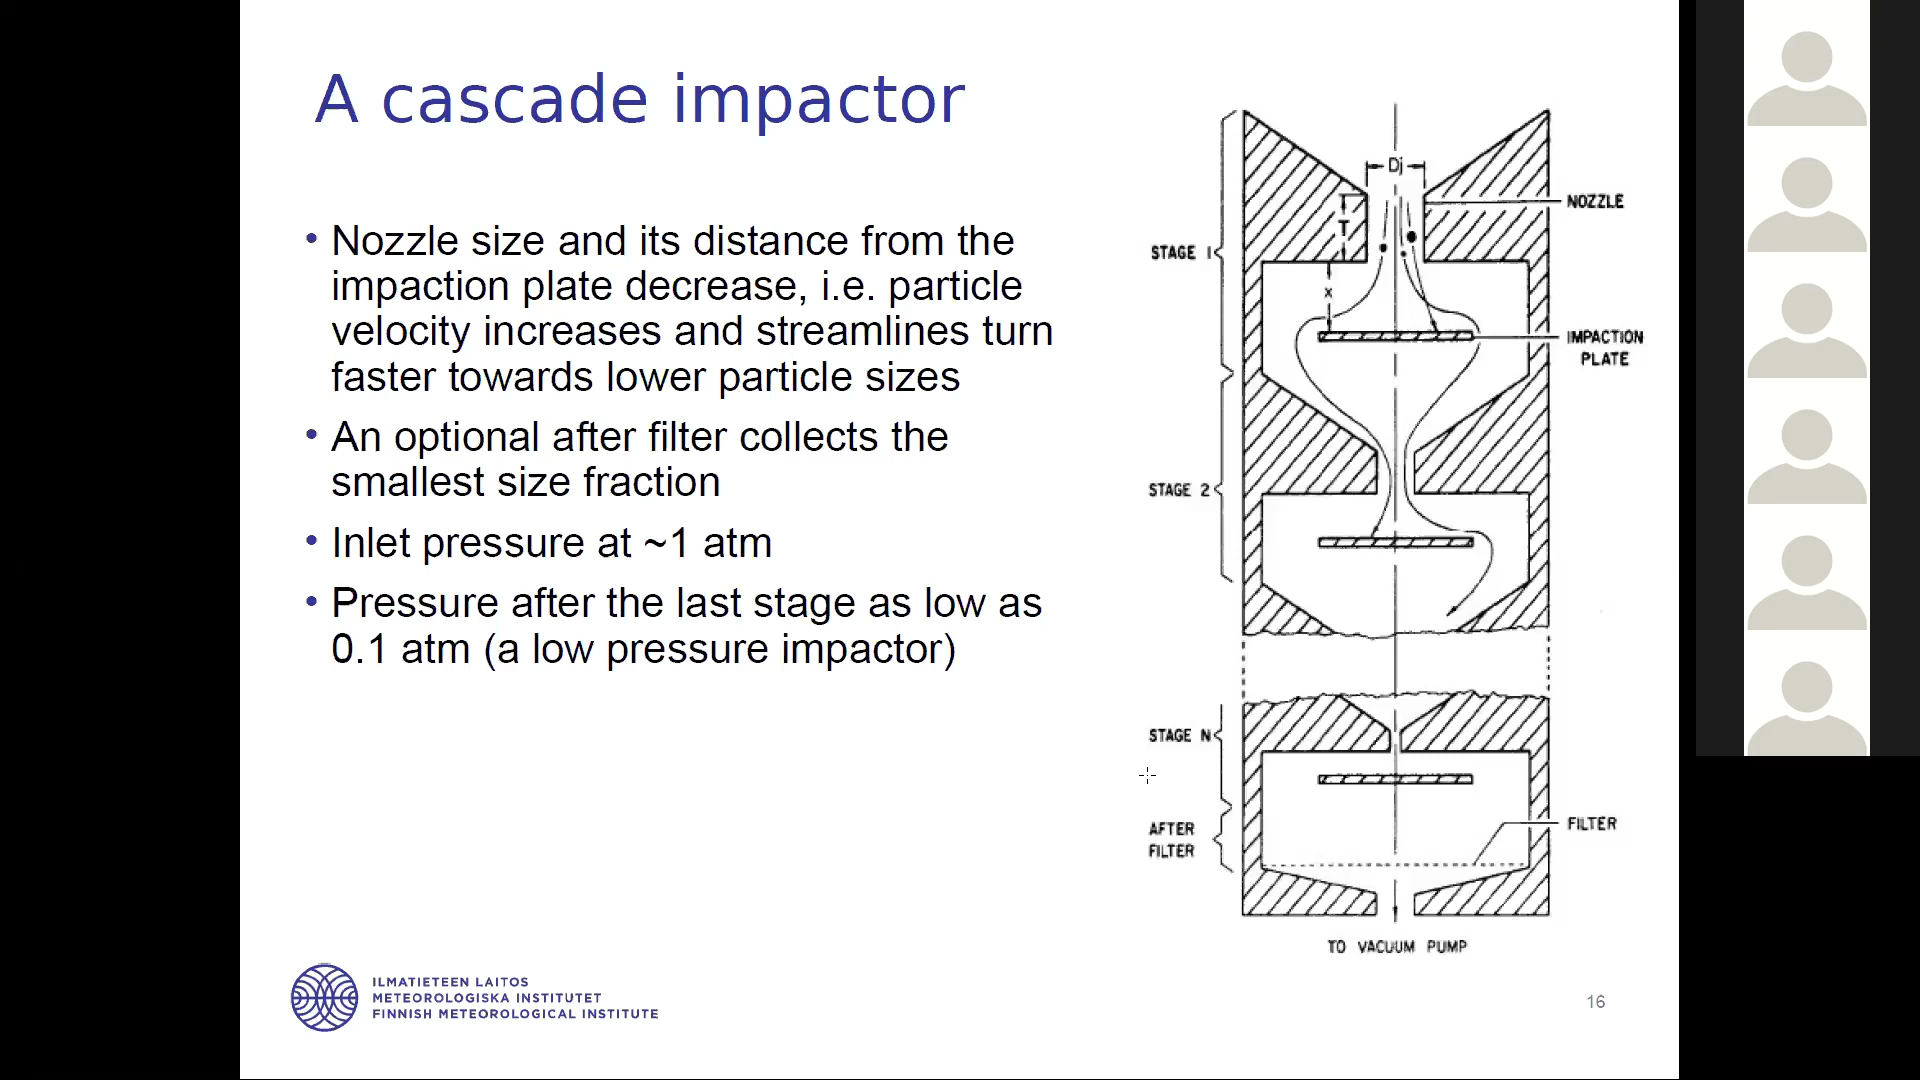 A cascade impactor
• Nozzle size and its distance from the
impaction plate decrease, i.e. particle
velocity increases and streamlines turn
faster towards lower particle sizes
• An optional after filter collects the
smallest size fraction
• Inlet pressure at ~1 atm
• Pressure after the last stage as low as
0.1 atm (a low pressure impactor)
Dj
NOZZLE
T
STAGE 1
x
IMPACTION
PLATE
STAGE 2
STAGE N
AFTER
FILTER
FILTER
TO VACUUM PUMP
ILMATIETEEN LAITOS
METEOROLOGISKA INSTITUTET
FINNISH METEOROLOGICAL INSTITUTE
16